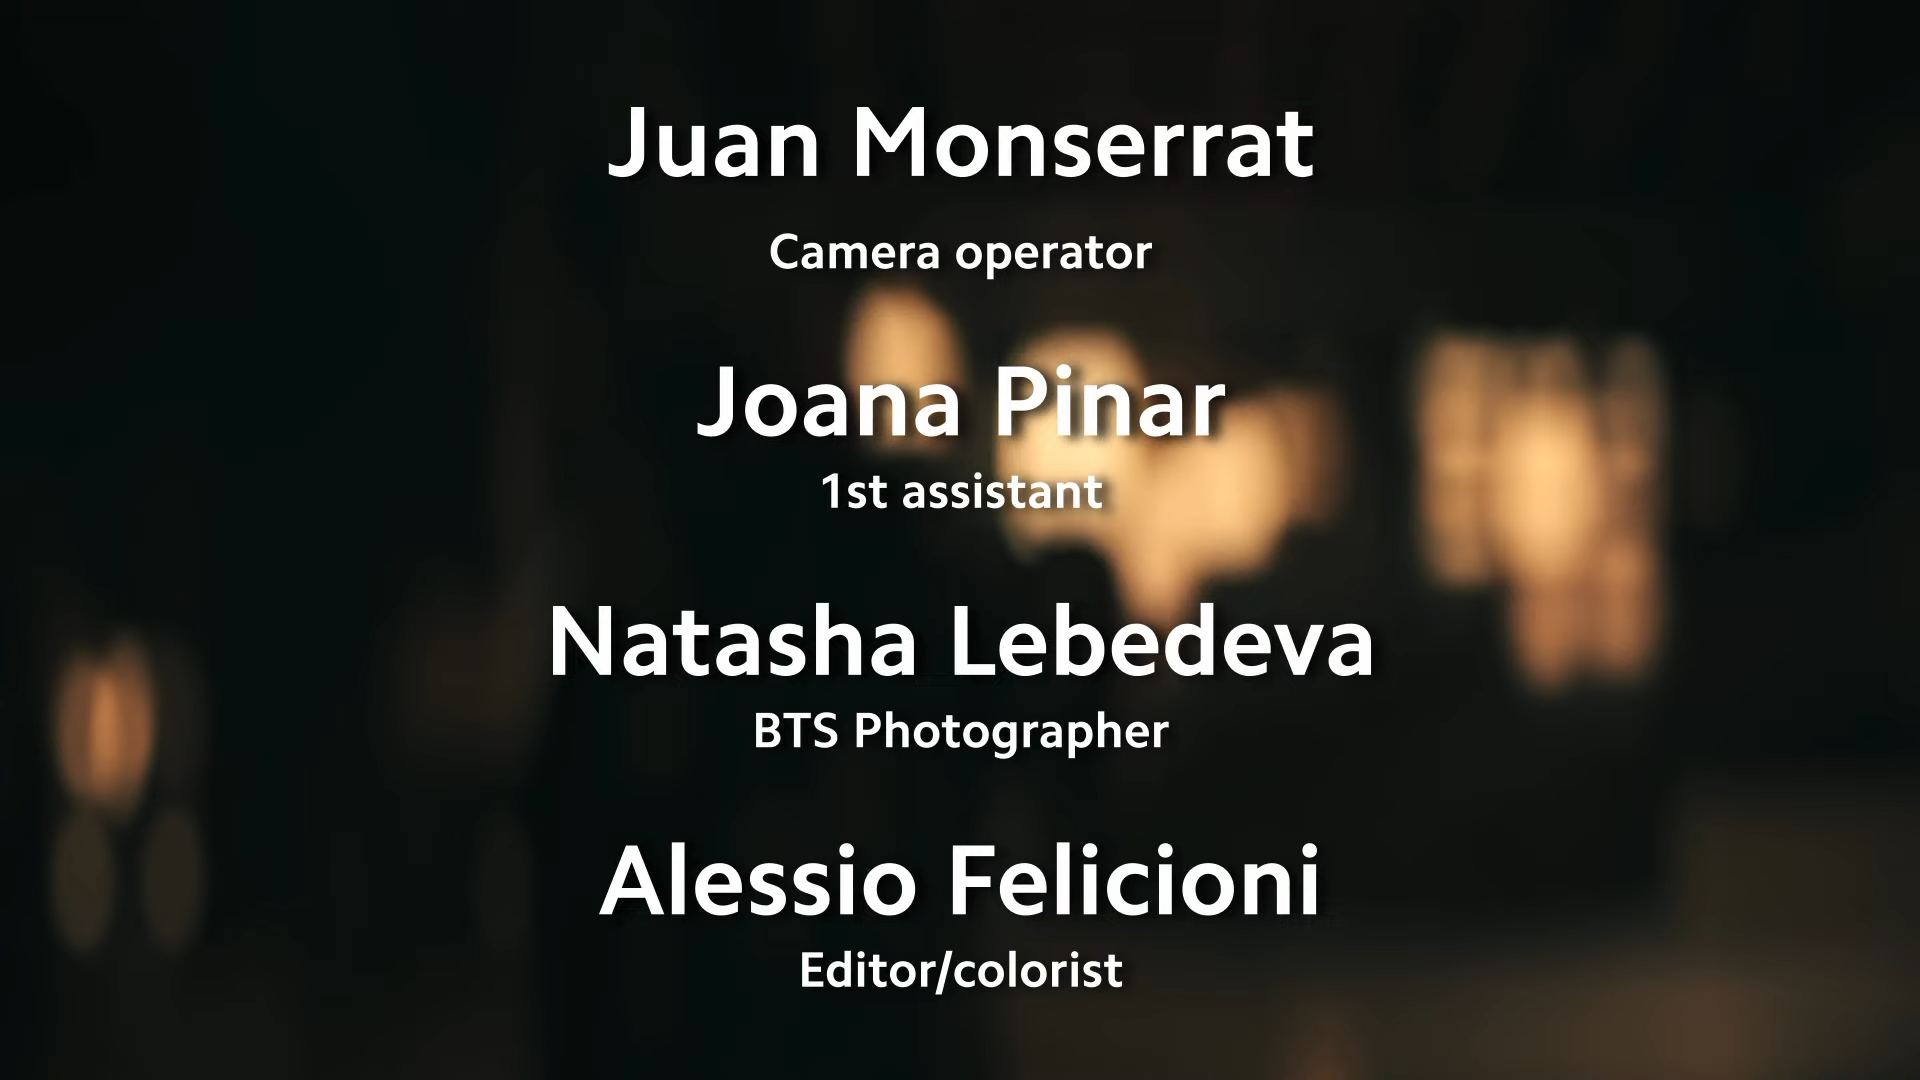 Juan Monserrat
Camera operator
Joana Pinar
1st assistant
Natasha Lebedeva
BTS Photographer
Alessio Felicioni
Editor/colorist